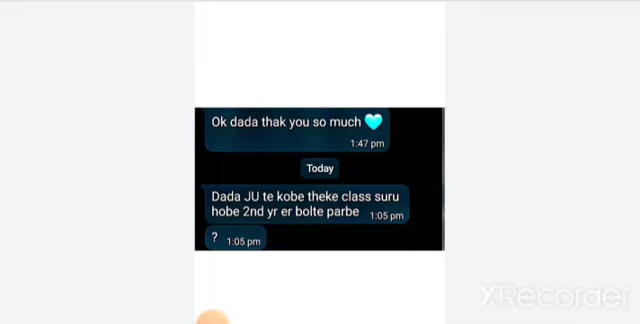 Ok dada thak you so much 🩵
1:47 pm
Today
Dada JU te kobe theke class suru
hobe 2nd yr er bolte parbe 1:05 pm
? 1:05 pm
XRecorder